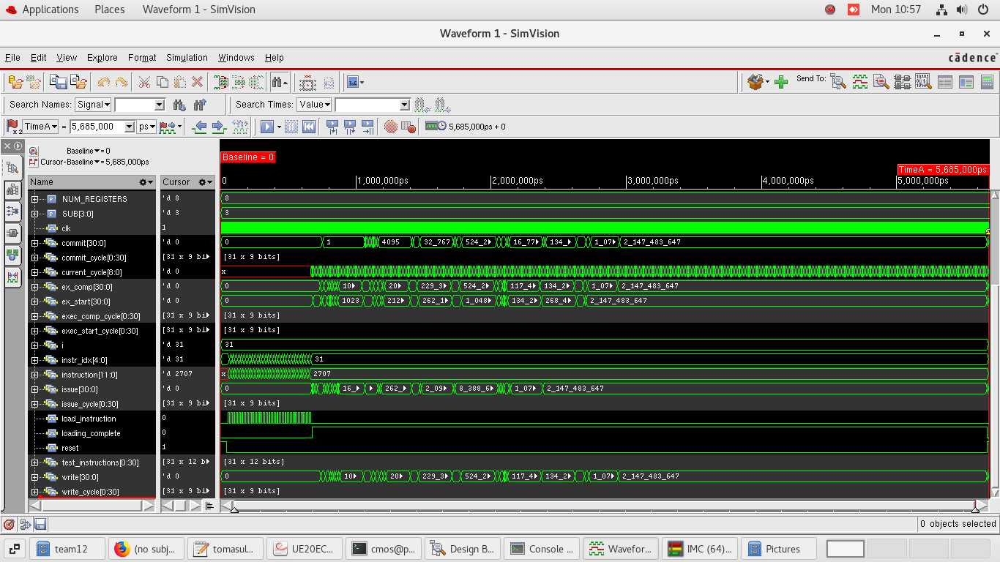 Applications Places Waveform 1 - SimVision Mon 10:57
Waveform 1 - SimVision
File Edit View Explore Format Simulation Windows Help cādence
Send To:
Search Names: Signal Search Times: Value
TimeA = 5,685,000 ps 5,685,000ps + 0
Baseline = 0
Cursor-Baseline = 5,685,000ps
Baseline = 0
TimeA = 5,685,000ps
Name Cursor 0 1,000,000ps 2,000,000ps 3,000,000ps 4,000,000ps 5,000,000ps
NUM_REGISTERS 'd 8 8
SUB[3:0] 'd 3 3
clk 1
commit[30:0] 'd 0 0 1 4095 32_767 524_2 16_77 134_ 1_07 2_147_483_647
commit_cycle[0:30] [31 x 9 bi [31 x 9 bits]
current_cycle[8:0] 'd 0 x
ex_comp[30:0] 'd 0 0 10 20 229_3 524_2 117_4 134_2 1_07 2_147_483_647
ex_start[30:0] 'd 0 0 1023 212 262_1 1_048 134_2 268_4 2_147_483_647
exec_comp_cycle[0:30] [31 x 9 bi [31 x 9 bits]
exec_start_cycle[0:30] [31 x 9 bi [31 x 9 bits]
i 'd 31 31
instr_idx[4:0] 'd 31 31
instruction[11:0] 'd 2707 x 2707
issue[30:0] 'd 0 0 16_ 262_ 2_09 8_388_6 1_07 2_147_483_647
issue_cycle[0:30] [31 x 9 bi [31 x 9 bits]
load_instruction 0
loading_complete 0
reset 1
test_instructions[0:30] [31 x 12 b [31 x 12 bits]
write[30:0] 'd 0 0 10 20 229_3 524_2 117_4 134_2 1_07 2_147_483_647
write_cycle[0:30] [31 x 9 bi [31 x 9 bits]
0 objects selected
team12 (no subj... tomasul... UE20EC... cmos@p... Design B... Console ... Wavefor... IMC (64)... Pictures